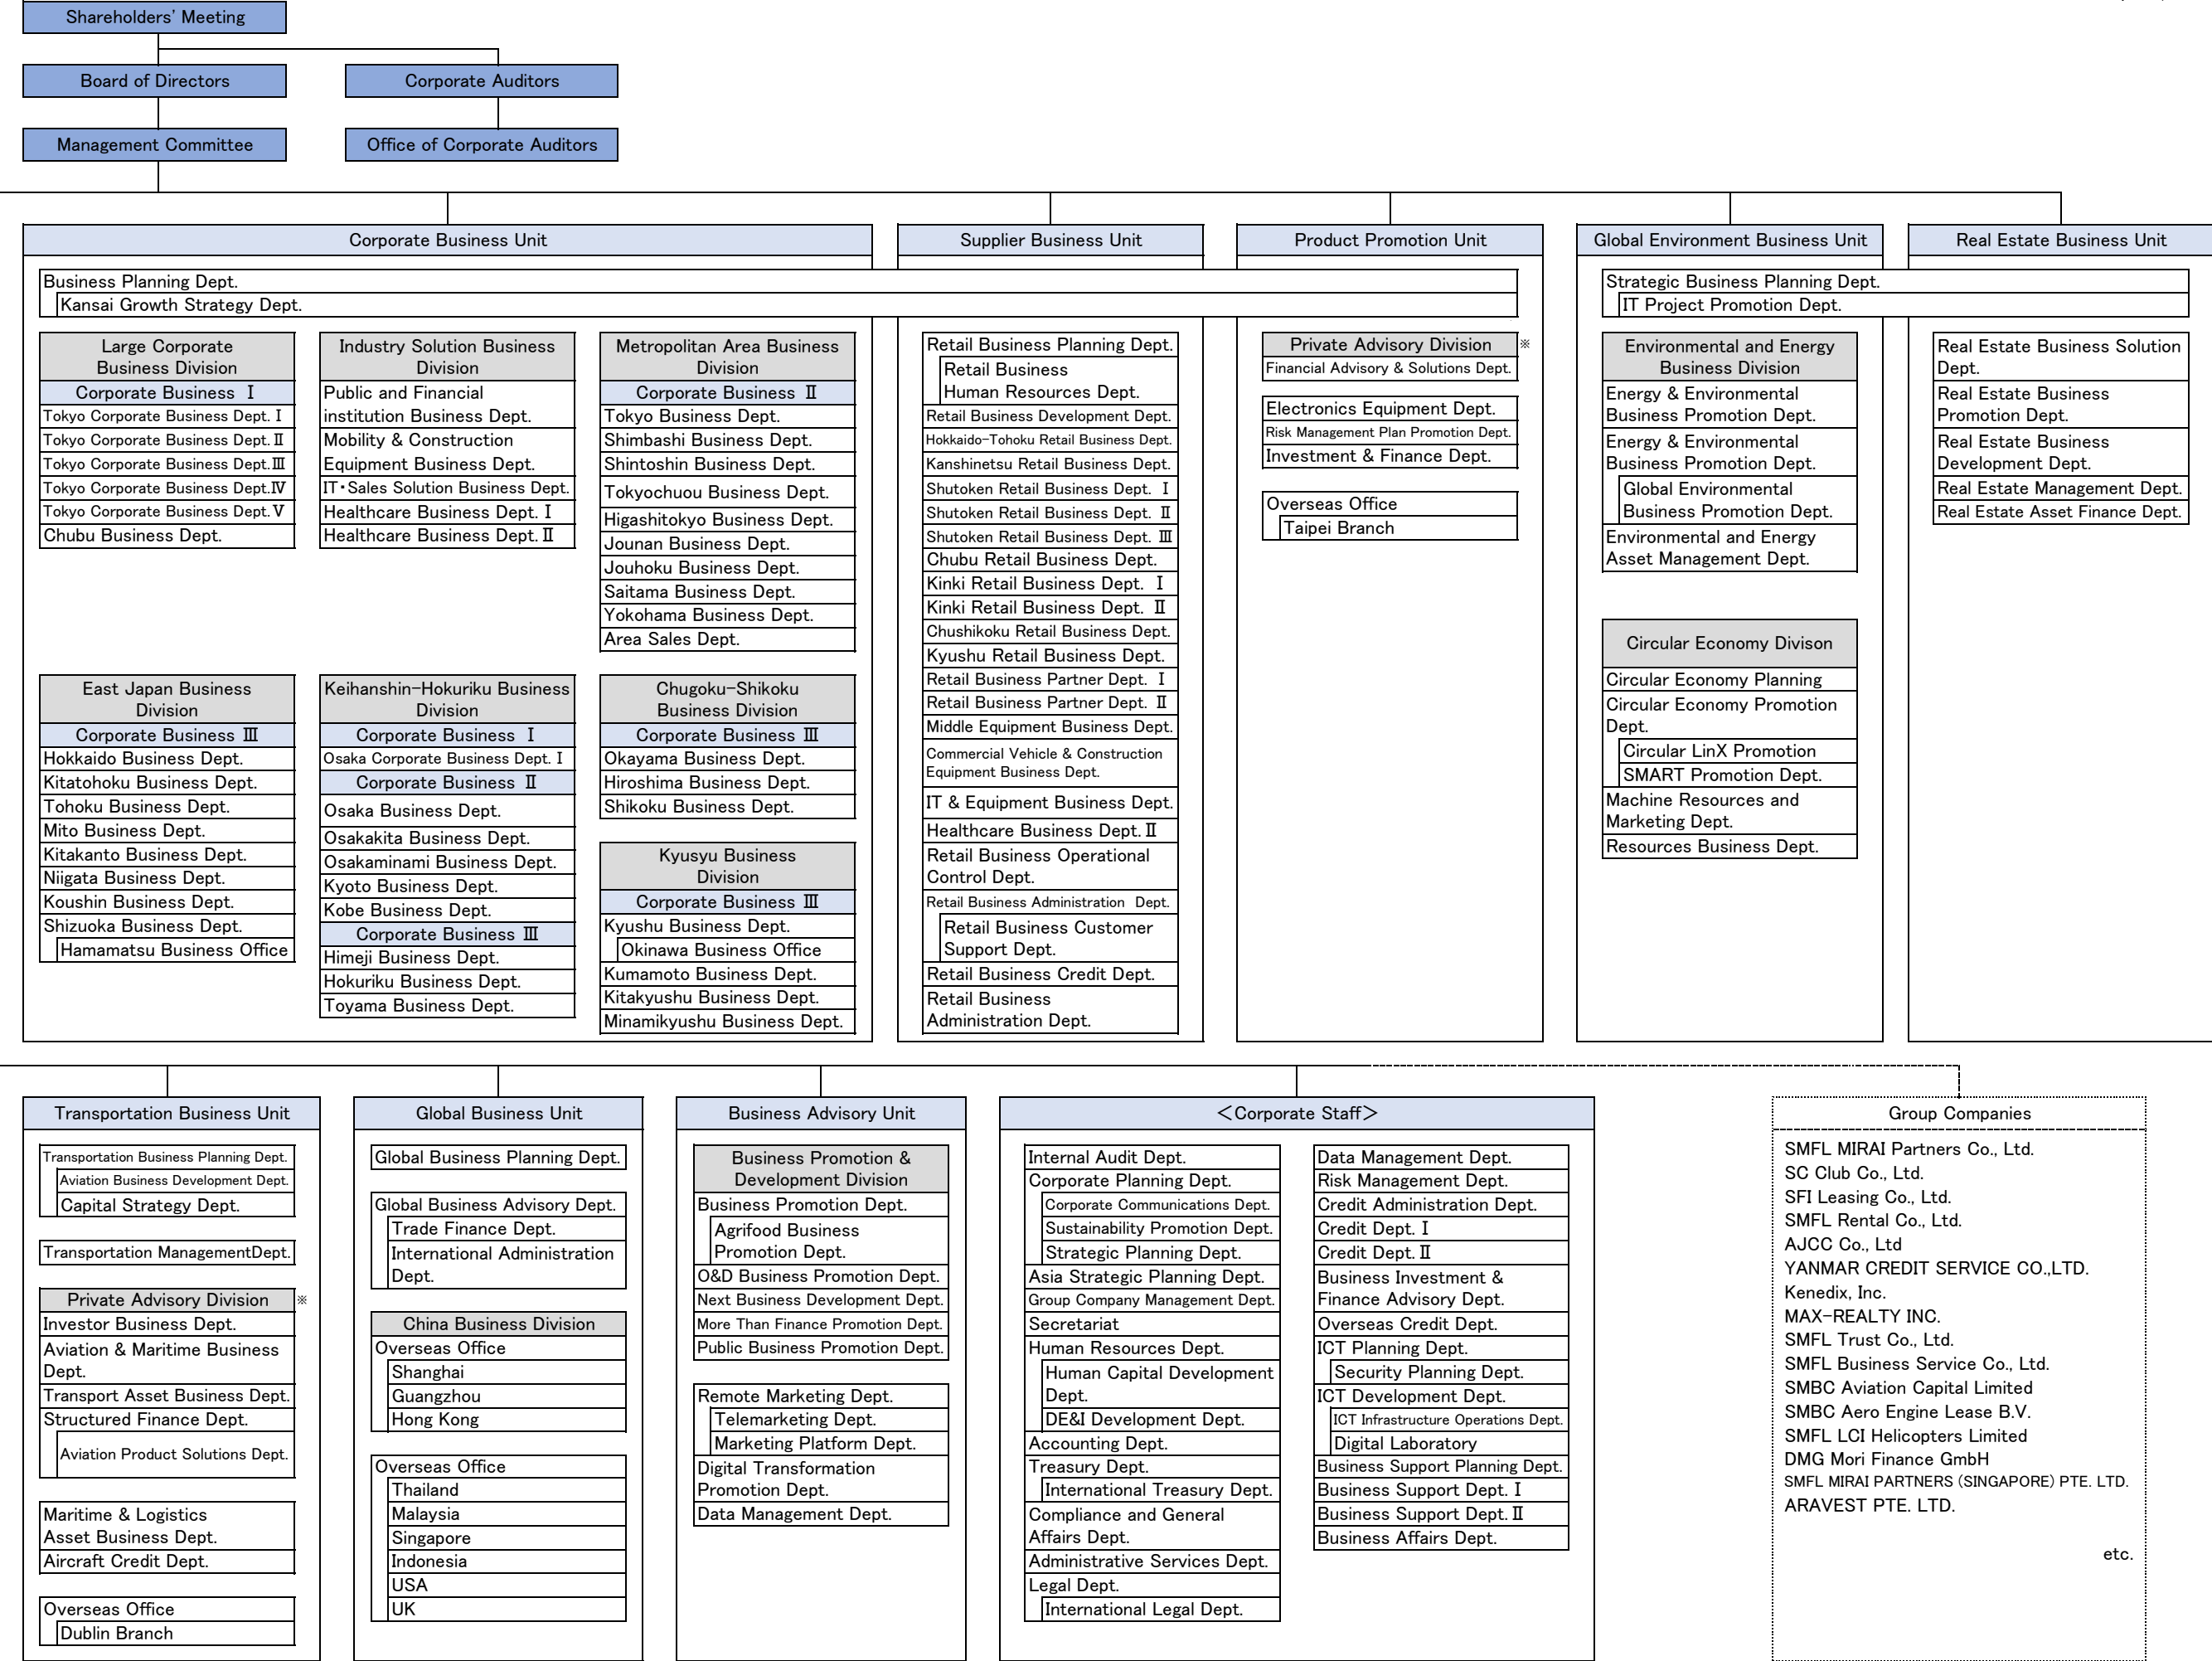 Shareholders' Meeting
Board of Directors
Corporate Auditors
Management Committee
Office of Corporate Auditors
Corporate Business Unit
Supplier Business Unit
Product Promotion Unit
Global Environment Business Unit
Real Estate Business Unit
Business Planning Dept.
Kansai Growth Strategy Dept.
Strategic Business Planning Dept.
IT Project Promotion Dept.
Large Corporate
Business Division
Corporate Business Ⅰ
Tokyo Corporate Business Dept.Ⅰ
Tokyo Corporate Business Dept.Ⅱ
Tokyo Corporate Business Dept.Ⅲ
Tokyo Corporate Business Dept.Ⅳ
Tokyo Corporate Business Dept.Ⅴ
Chubu Business Dept.
Industry Solution Business
Division
Public and Financial
institution Business Dept.
Mobility & Construction
Equipment Business Dept.
IT・Sales Solution Business Dept.
Healthcare Business Dept.Ⅰ
Healthcare Business Dept.Ⅱ
Metropolitan Area Business
Division
Corporate Business Ⅱ
Tokyo Business Dept.
Shimbashi Business Dept.
Shintoshin Business Dept.
Tokyochuou Business Dept.
Higashitokyo Business Dept.
Jounan Business Dept.
Jouhoku Business Dept.
Saitama Business Dept.
Yokohama Business Dept.
Area Sales Dept.
East Japan Business
Division
Corporate Business Ⅲ
Hokkaido Business Dept.
Kitatohoku Business Dept.
Tohoku Business Dept.
Mito Business Dept.
Kitakanto Business Dept.
Niigata Business Dept.
Koushin Business Dept.
Shizuoka Business Dept.
Hamamatsu Business Office
Keihanshin-Hokuriku Business
Division
Corporate Business Ⅰ
Osaka Corporate Business Dept.Ⅰ
Corporate Business Ⅱ
Osaka Business Dept.
Osakakita Business Dept.
Osakaminami Business Dept.
Kyoto Business Dept.
Kobe Business Dept.
Corporate Business Ⅲ
Himeji Business Dept.
Hokuriku Business Dept.
Toyama Business Dept.
Chugoku-Shikoku
Business Division
Corporate Business Ⅲ
Okayama Business Dept.
Hiroshima Business Dept.
Shikoku Business Dept.
Kyusyu Business
Division
Corporate Business Ⅲ
Kyushu Business Dept.
Okinawa Business Office
Kumamoto Business Dept.
Kitakyushu Business Dept.
Minamikyushu Business Dept.
Retail Business Planning Dept.
Retail Business
Human Resources Dept.
Retail Business Development Dept.
Hokkaido-Tohoku Retail Business Dept.
Kanshinetsu Retail Business Dept.
Shutoken Retail Business Dept. Ⅰ
Shutoken Retail Business Dept. Ⅱ
Shutoken Retail Business Dept. Ⅲ
Chubu Retail Business Dept.
Kinki Retail Business Dept. Ⅰ
Kinki Retail Business Dept. Ⅱ
Chushikoku Retail Business Dept.
Kyushu Retail Business Dept.
Retail Business Partner Dept. Ⅰ
Retail Business Partner Dept. Ⅱ
Middle Equipment Business Dept.
Commercial Vehicle & Construction
Equipment Business Dept.
IT & Equipment Business Dept.
Healthcare Business Dept.Ⅱ
Retail Business Operational
Control Dept.
Retail Business Administration Dept.
Retail Business Customer
Support Dept.
Retail Business Credit Dept.
Retail Business
Administration Dept.
Private Advisory Division ※
Financial Advisory & Solutions Dept.
Electronics Equipment Dept.
Risk Management Plan Promotion Dept.
Investment & Finance Dept.
Overseas Office
Taipei Branch
Environmental and Energy
Business Division
Energy & Environmental
Business Promotion Dept.
Energy & Environmental
Business Promotion Dept.
Global Environmental
Business Promotion Dept.
Environmental and Energy
Asset Management Dept.
Circular Economy Divison
Circular Economy Planning
Circular Economy Promotion
Dept.
Circular LinX Promotion
SMART Promotion Dept.
Machine Resources and
Marketing Dept.
Resources Business Dept.
Real Estate Business Solution
Dept.
Real Estate Business
Promotion Dept.
Real Estate Business
Development Dept.
Real Estate Management Dept.
Real Estate Asset Finance Dept.
Transportation Business Unit
Global Business Unit
Business Advisory Unit
＜Corporate Staff＞
Group Companies
Transportation Business Planning Dept.
Aviation Business Development Dept.
Capital Strategy Dept.
Transportation ManagementDept.
Private Advisory Division ※
Investor Business Dept.
Aviation & Maritime Business
Dept.
Transport Asset Business Dept.
Structured Finance Dept.
Aviation Product Solutions Dept.
Maritime & Logistics
Asset Business Dept.
Aircraft Credit Dept.
Overseas Office
Dublin Branch
Global Business Planning Dept.
Global Business Advisory Dept.
Trade Finance Dept.
International Administration
Dept.
China Business Division
Overseas Office
Shanghai
Guangzhou
Hong Kong
Overseas Office
Thailand
Malaysia
Singapore
Indonesia
USA
UK
Business Promotion &
Development Division
Business Promotion Dept.
Agrifood Business
Promotion Dept.
O&D Business Promotion Dept.
Next Business Development Dept.
More Than Finance Promotion Dept.
Public Business Promotion Dept.
Remote Marketing Dept.
Telemarketing Dept.
Marketing Platform Dept.
Digital Transformation
Promotion Dept.
Data Management Dept.
Internal Audit Dept.
Corporate Planning Dept.
Corporate Communications Dept.
Sustainability Promotion Dept.
Strategic Planning Dept.
Asia Strategic Planning Dept.
Group Company Management Dept.
Secretariat
Human Resources Dept.
Human Capital Development
Dept.
DE&I Development Dept.
Accounting Dept.
Treasury Dept.
International Treasury Dept.
Compliance and General
Affairs Dept.
Administrative Services Dept.
Legal Dept.
International Legal Dept.
Data Management Dept.
Risk Management Dept.
Credit Administration Dept.
Credit Dept.Ⅰ
Credit Dept.Ⅱ
Business Investment &
Finance Advisory Dept.
Overseas Credit Dept.
ICT Planning Dept.
Security Planning Dept.
ICT Development Dept.
ICT Infrastructure Operations Dept.
Digital Laboratory
Business Support Planning Dept.
Business Support Dept.Ⅰ
Business Support Dept.Ⅱ
Business Affairs Dept.
SMFL MIRAI Partners Co., Ltd.
SC Club Co., Ltd.
SFI Leasing Co., Ltd.
SMFL Rental Co., Ltd.
AJCC Co., Ltd
YANMAR CREDIT SERVICE CO.,LTD.
Kenedix, Inc.
MAX-REALTY INC.
SMFL Trust Co., Ltd.
SMFL Business Service Co., Ltd.
SMBC Aviation Capital Limited
SMBC Aero Engine Lease B.V.
SMFL LCI Helicopters Limited
DMG Mori Finance GmbH
SMFL MIRAI PARTNERS (SINGAPORE) PTE. LTD.
ARAVEST PTE. LTD.
etc.